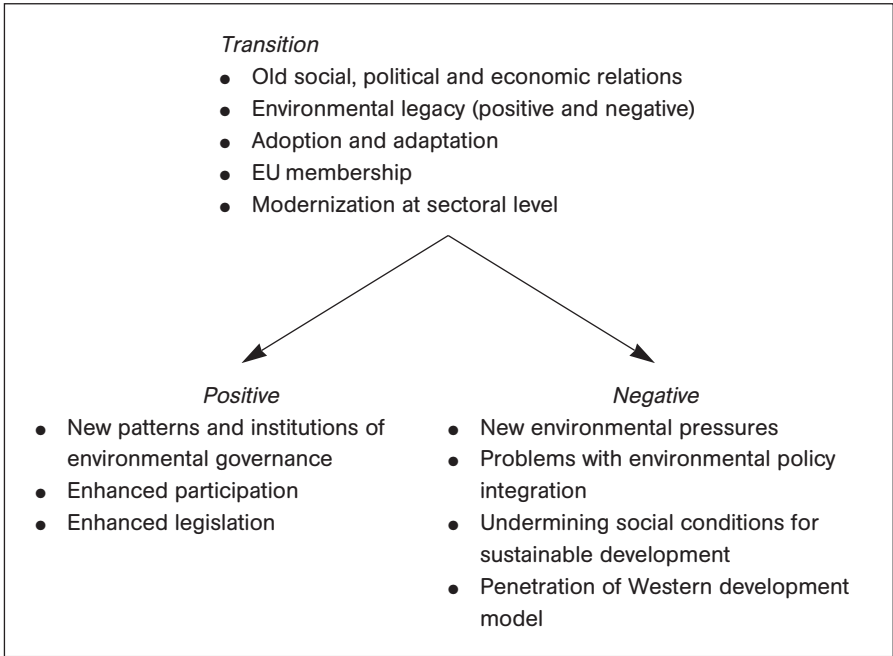 Transition
● Old social, political and economic relations
● Environmental legacy (positive and negative)
● Adoption and adaptation
● EU membership
● Modernization at sectoral level
Positive
● New patterns and institutions of
environmental governance
● Enhanced participation
● Enhanced legislation
Negative
● New environmental pressures
● Problems with environmental policy
integration
● Undermining social conditions for
sustainable development
● Penetration of Western development
model